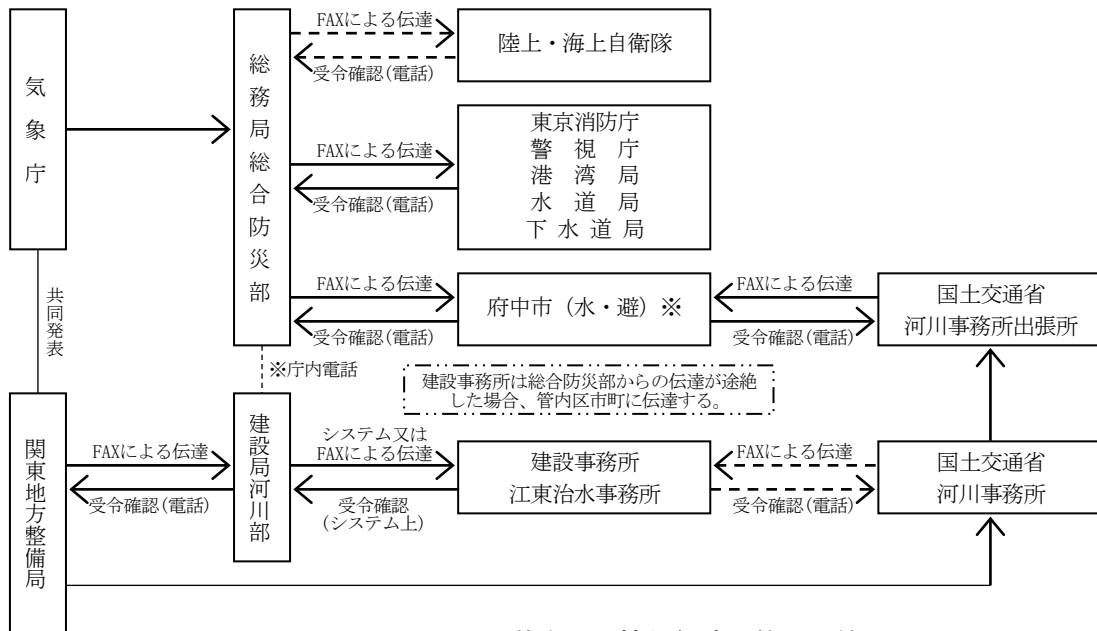 気象庁
共同発表
関東地方整備局
総務局総合防災部
※庁内電話
建設局河川部
FAXによる伝達
受令確認(電話)
陸上・海上自衛隊
FAXによる伝達
受令確認(電話)
東京消防庁
警視庁
港湾局
水道局
下水道局
FAXによる伝達
受令確認(電話)
府中市（水・避）※
FAXによる伝達
受令確認(電話)
国土交通省
河川事務所出張所
建設事務所は総合防災部からの伝達が途絶
した場合、管内区市町に伝達する。
FAXによる伝達
受令確認(電話)
システム又は
FAXによる伝達
受令確認
(システム上)
建設事務所
江東治水事務所
FAXによる伝達
受令確認(電話)
国土交通省
河川事務所